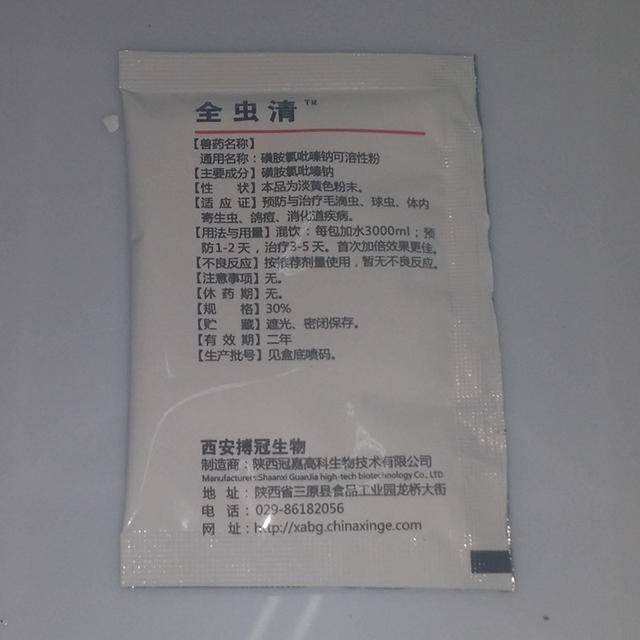 全虫清™
【兽药名称】
通用名称：磺胺氯吡嗪钠可溶性粉
【主要成分】磺胺氯吡嗪钠
【性 状】本品为淡黄色粉末。
【适 应 证】预防与治疗毛滴虫、球虫、体内
寄生虫、鸽痘、消化道疾病。
【用法与用量】混饮：每包加水3000ml；预
防1-2天，治疗3-5天。首次加倍效果更佳。
【不良反应】按推荐剂量使用，暂无不良反应。
【注意事项】无。
【休 药 期】无。
【规 格】30%
【贮 藏】遮光、密闭保存。
【有 效 期】二年
【生产批号】见盒底喷码。
西安搏冠生物
制造商：陕西冠嘉高科生物技术有限公司
Manufacturers:Shaanxi GuanJia high-tech biotechnology Co.,LTD
地 址：陕西省三原县食品工业园龙桥大街
电 话：029-86182056
网 址：http://xabg.chinaxinge.com